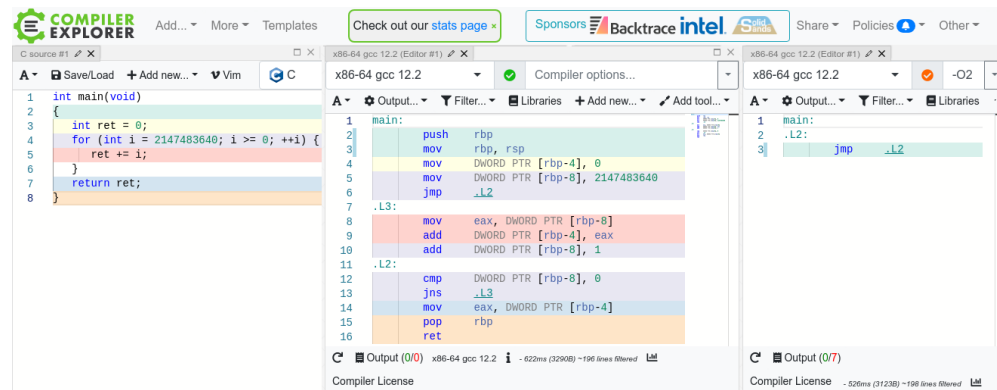 COMPILER
EXPLORER
Add...
More
Templates
Check out our stats page ×
Sponsors
Backtrace
intel.
Solid
Sands
Share
Policies
Other
C source #1
A
Save/Load
+ Add new...
Vim
C
1 int main(void)
2 {
3 int ret = 0;
4 for (int i = 2147483640; i >= 0; ++i) {
5 ret += i;
6 }
7 return ret;
8 }
x86-64 gcc 12.2 (Editor #1)
x86-64 gcc 12.2
Compiler options...
A
Output...
Filter...
Libraries
+ Add new...
Add tool...
1 main:
2 push rbp
3 mov rbp, rsp
4 mov DWORD PTR [rbp-4], 0
5 mov DWORD PTR [rbp-8], 2147483640
6 jmp .L2
7 .L3:
8 mov eax, DWORD PTR [rbp-8]
9 add DWORD PTR [rbp-4], eax
10 add DWORD PTR [rbp-8], 1
11 .L2:
12 cmp DWORD PTR [rbp-8], 0
13 jns .L3
14 mov eax, DWORD PTR [rbp-4]
15 pop rbp
16 ret
Output (0/0) x86-64 gcc 12.2 i - 622ms (3290B) ~196 lines filtered
Compiler License
x86-64 gcc 12.2 (Editor #1)
x86-64 gcc 12.2
-O2
A
Output...
Filter...
Libraries
1 main:
2 .L2:
3 jmp .L2
Output (0/7)
Compiler License - 526ms (3123B) ~198 lines filtered